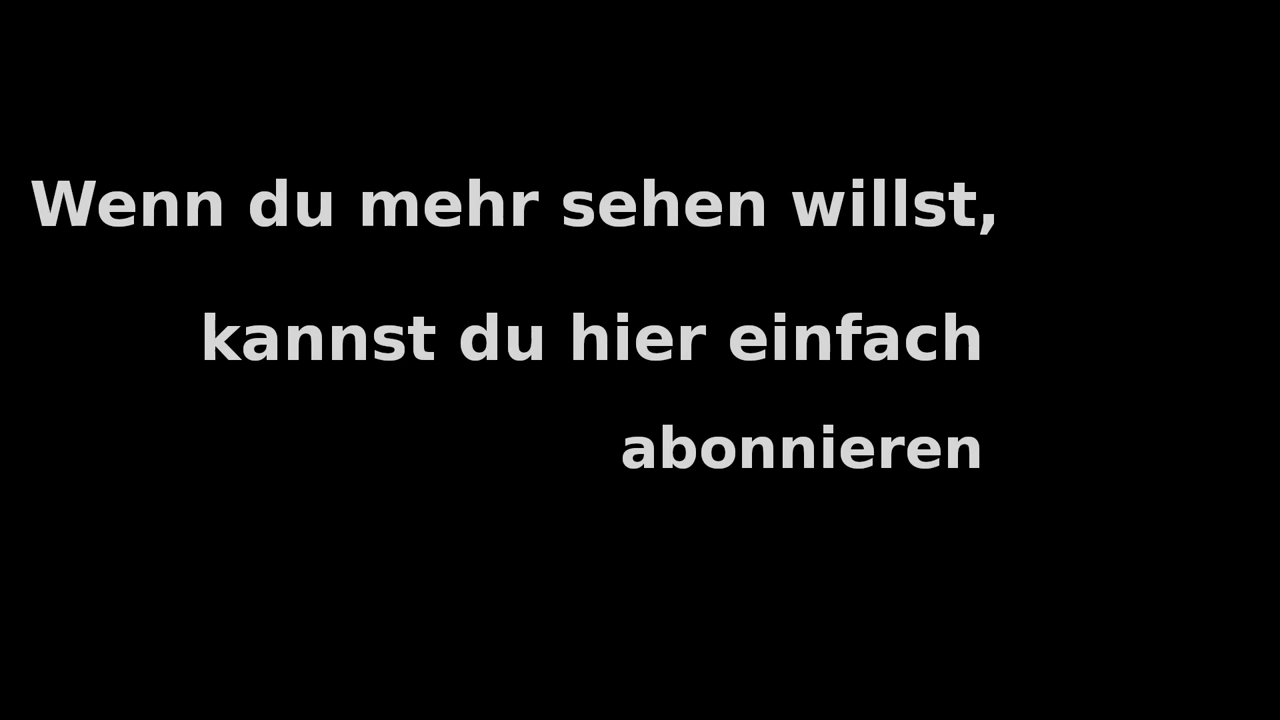 Wenn du mehr sehen willst,
kannst du hier einfach
abonnieren